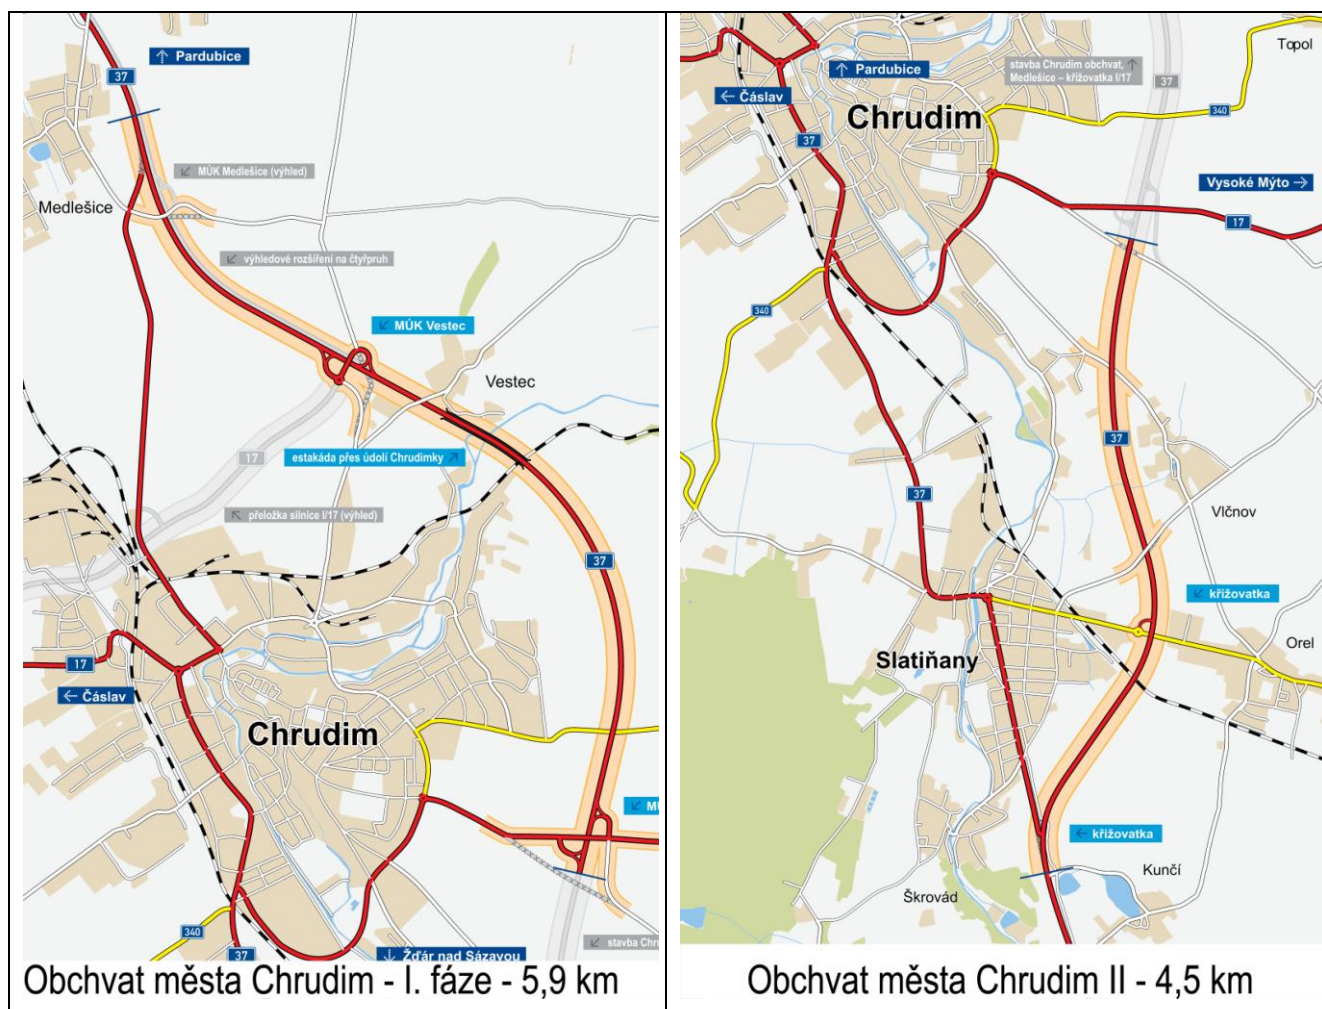 ↑ Pardubice
37
↙ MÚK Medlešice (výhled)
Medlešice
↙ výhledové rozšíření na čtyřpruh
↙ MÚK Vestec
Vestec
17
estakáda přes údolí Chrudimky ↗
↖ přeložka silnice I/17 (výhled)
37
17
← Čáslav
Chrudim
↙ MÚ
340
37
↓ Žďár nad Sázavou
↙ stavba Chr
Obchvat města Chrudim - I. fáze - 5,9 km
Topol
stavba Chrudim obchvat, ↑
Medlešice – křižovatka I/17
↑ Pardubice
37
← Čáslav
Chrudim
340
37
Vysoké Mýto →
17
340
37
37
Vlčnov
↙ křižovatka
Orel
Slatiňany
← křižovatka
Kunčí
Škrovád
Obchvat města Chrudim II - 4,5 km